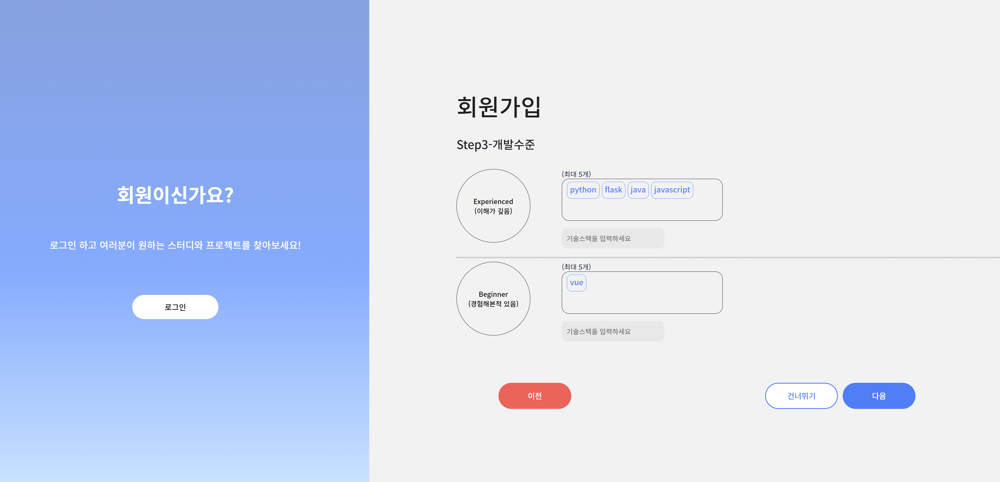 회원이신가요?
로그인 하고 여러분이 원하는 스터디와 프로젝트를 찾아보세요!
로그인
회원가입
Step3-개발수준
Experienced
(이해가 깊음)
(최대 5개)
python flask java javascript
기술스택을 입력하세요
Beginner
(경험해본적 있음)
(최대 5개)
vue
기술스택을 입력하세요
이전
건너뛰기
다음